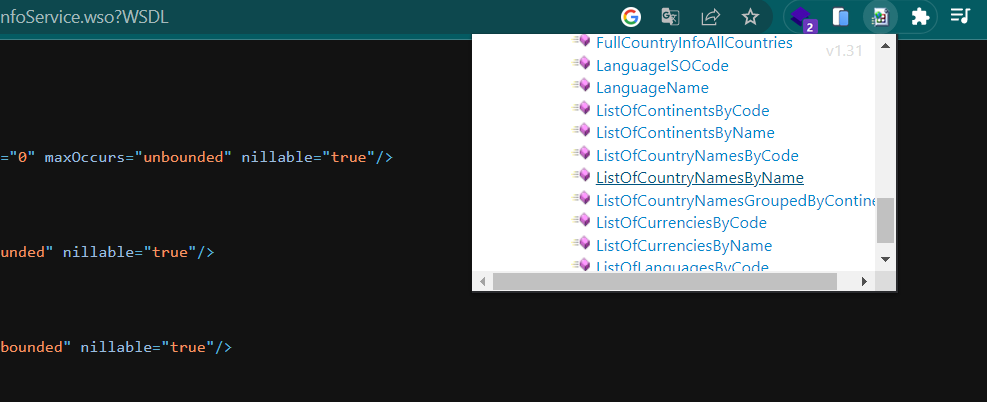 nfoService.wso?WSDL
2
FullCountryInfoAllCountries
v1.31
LanguageISOCode
LanguageName
ListOfContinentsByCode
ListOfContinentsByName
ListOfCountryNamesByCode
ListOfCountryNamesByName
ListOfCountryNamesGroupedByContine
ListOfCurrenciesByCode
ListOfCurrenciesByName
ListOfLanguagesByCode
="0" maxOccurs="unbounded" nillable="true"/>
ounded" nillable="true"/>
bounded" nillable="true"/>